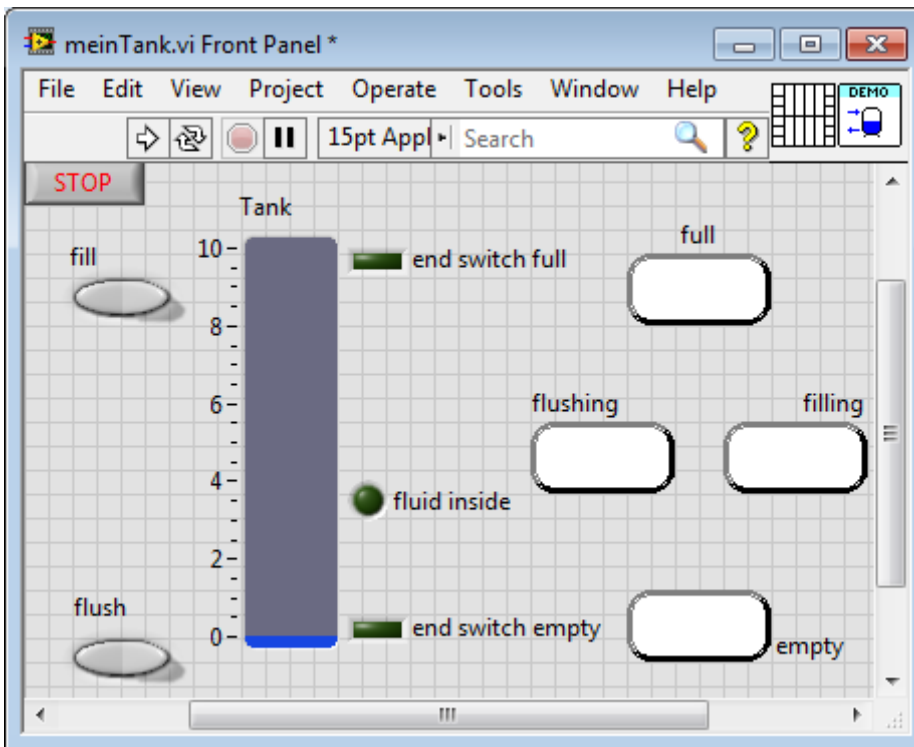 meinTank.vi Front Panel *
File Edit View Project Operate Tools Window Help
DEMO
15pt Appl Search
?
STOP
Tank
fill
10
end switch full
full
8
6
flushing
filling
4
fluid inside
2
flush
0
end switch empty
empty